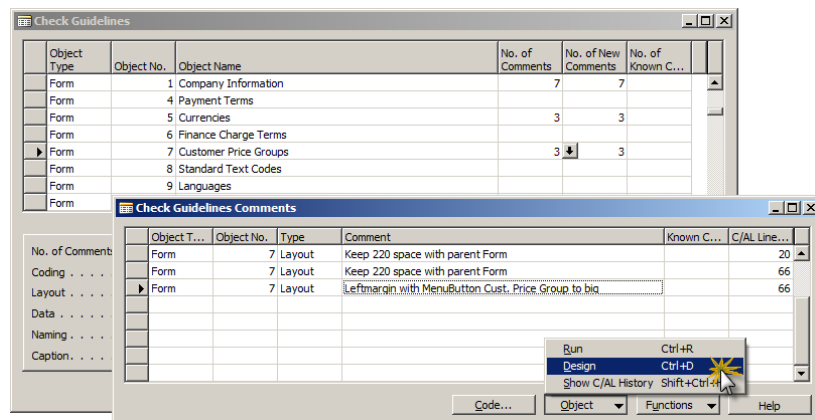 Check Guidelines
Object Type Object No. Object Name No. of Comments No. of New Comments No. of Known C...
Form 1 Company Information 7 7
Form 4 Payment Terms
Form 5 Currencies 3 3
Form 6 Finance Charge Terms
Form 7 Customer Price Groups 3 3
Form 8 Standard Text Codes
Form 9 Languages
Form
No. of Comments
Coding . . . .
Layout . . . .
Data . . . . .
Naming . . . .
Caption. . . .
Check Guidelines Comments
Object T... Object No. Type Comment Known C... C/AL Line...
Form 7 Layout Keep 220 space with parent Form 20
Form 7 Layout Keep 220 space with parent Form 66
Form 7 Layout Leftmargin with MenuButton Cust. Price Group to big 66
Run Ctrl+R
Design Ctrl+D
Show C/AL History Shift+Ctrl+
Code... Object Functions Help